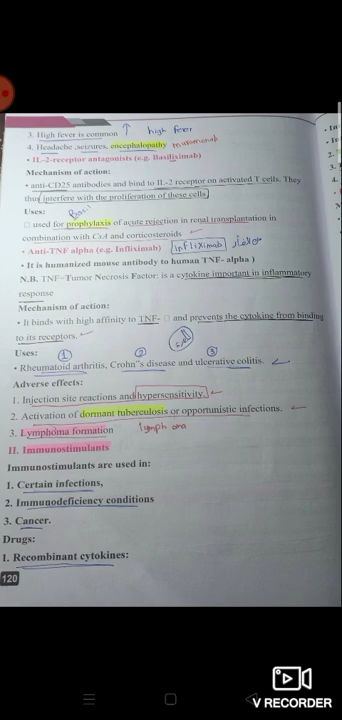 3. High fever is common ↑ high fever
4. Headache ,seizures, encephalopathy
• IL-2-receptor antagonists (e.g. Basiliximab)
Mechanism of action:
• anti-CD25 antibodies and bind to IL-2 receptor on activated T cells. They
thus interfere with the proliferation of these cells
Uses:
□ used for prophylaxis of acute rejection in renal transplantation in
combination with CsA and corticosteroids
• Anti-TNF alpha (e.g. Infliximab) infliximab
• It is humanized mouse antibody to human TNF- alpha )
N.B. TNF=Tumor Necrosis Factor: is a cytokine important in inflammatory
response
Mechanism of action:
• It binds with high affinity to TNF- □ and prevents the cytokine from binding
to its receptors.
Uses: 1 2 3
• Rheumatoid arthritis, Crohn"s disease and ulcerative colitis.
Adverse effects:
1. Injection site reactions and hypersensitivity.
2. Activation of dormant tuberculosis or opportunistic infections.
3. Lymphoma formation lymph oma
II. Immunostimulants
Immunostimulants are used in:
1. Certain infections,
2. Immunodeficiency conditions
3. Cancer.
Drugs:
1. Recombinant cytokines:
120
V RECORDER